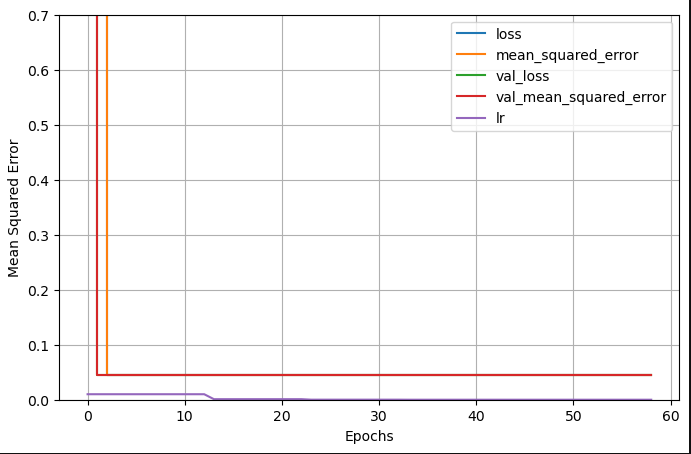 0.7
0.6
0.5
0.4
0.3
0.2
0.1
0.0
Mean Squared Error
loss
mean_squared_error
val_loss
val_mean_squared_error
lr
0 10 20 30 40 50 60
Epochs